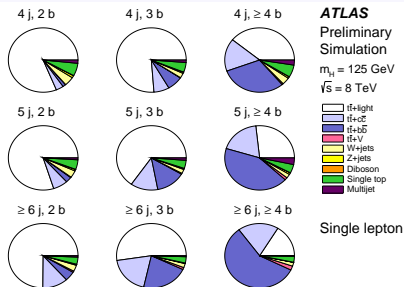 4 j, 2 b
4 j, 3 b
4 j, ≥ 4 b
ATLAS
Preliminary
Simulation
m_H = 125 GeV
√s = 8 TeV
5 j, 2 b
5 j, 3 b
5 j, ≥ 4 b
tt̄+light
tt̄+cc̄
tt̄+bb̄
tt̄+V
W+jets
Z+jets
Diboson
Single top
Multijet
≥ 6 j, 2 b
≥ 6 j, 3 b
≥ 6 j, ≥ 4 b
Single lepton